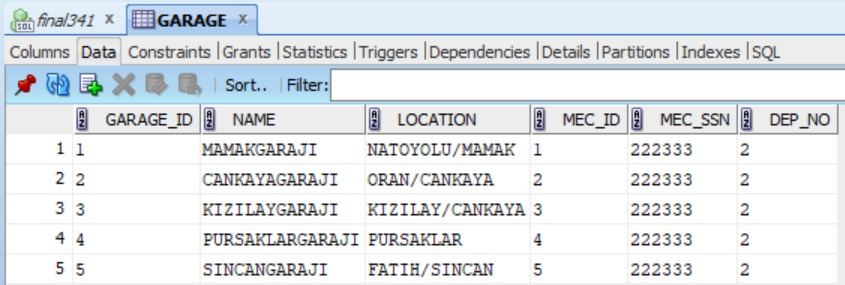 SQL final341 x GARAGE x
Columns Data Constraints |Grants |Statistics |Triggers |Dependencies |Details |Partitions |Indexes |SQL
Sort.. Filter:
GARAGE_ID NAME LOCATION MEC_ID MEC_SSN DEP_NO
1 1 MAMAKGARAJI NATOYOLU/MAMAK 1 222333 2
2 2 CANKAYAGARAJI ORAN/CANKAYA 2 222333 2
3 3 KIZILAYGARAJI KIZILAY/CANKAYA 3 222333 2
4 4 PURSAKLARGARAJI PURSAKLAR 4 222333 2
5 5 SINCANGARAJI FATIH/SINCAN 5 222333 2